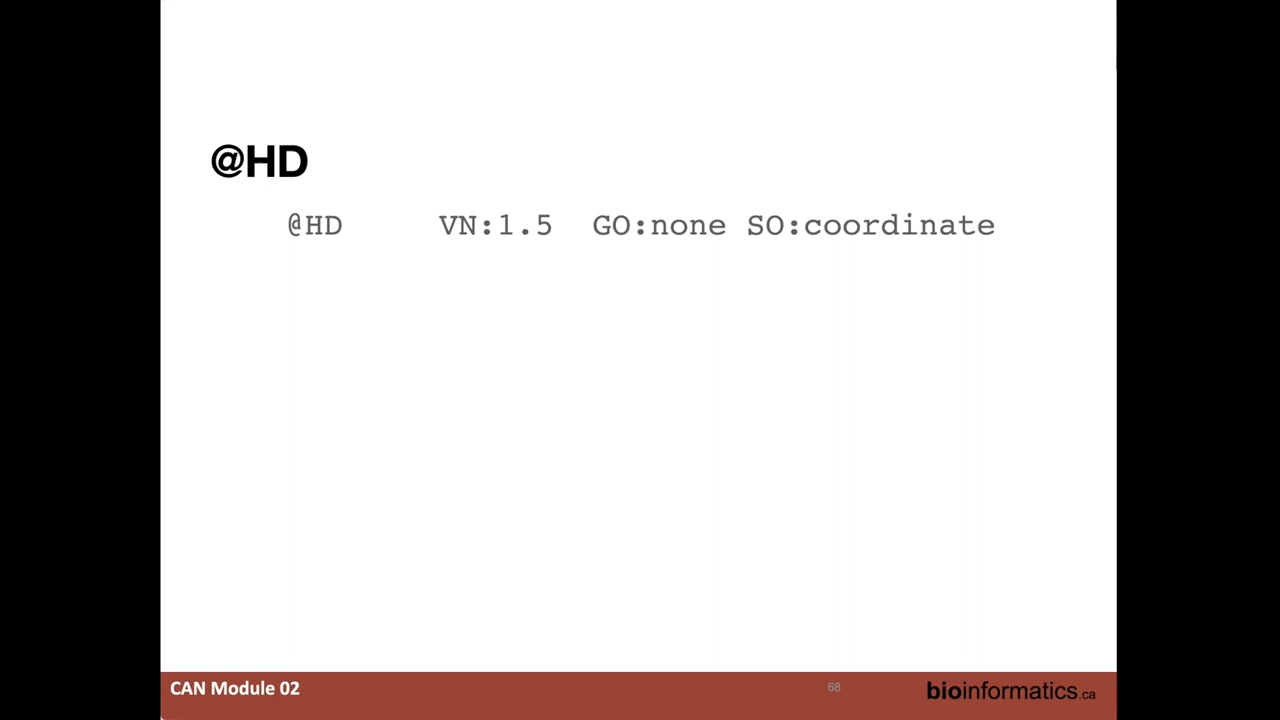 @HD
@HD VN:1.5 GO:none SO:coordinate
CAN Module 02
68
bioinformatics.ca